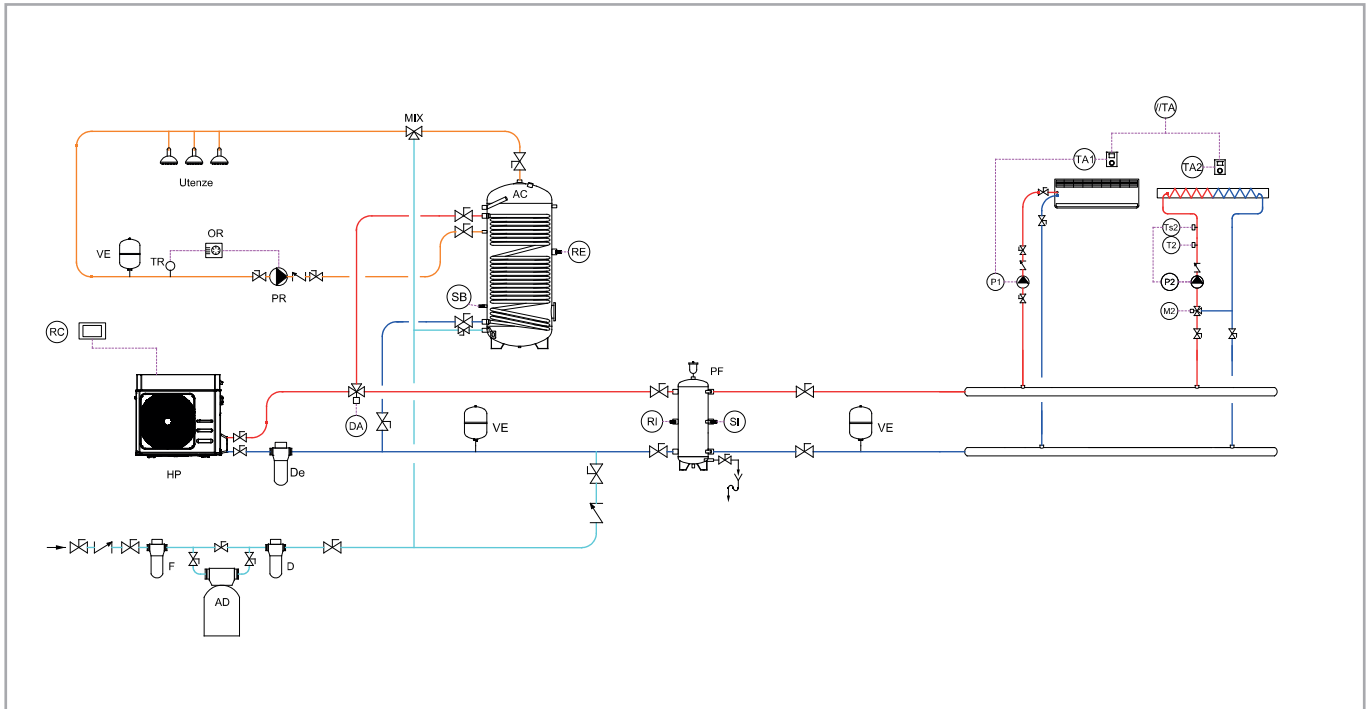 MIX
//TA
TA1
TA2
Utenze
AC
VE
OR
TR
PR
RE
SB
Ts2
T2
P1
P2
M2
RC
DA
VE
PF
RI
SI
VE
HP
De
F
D
AD